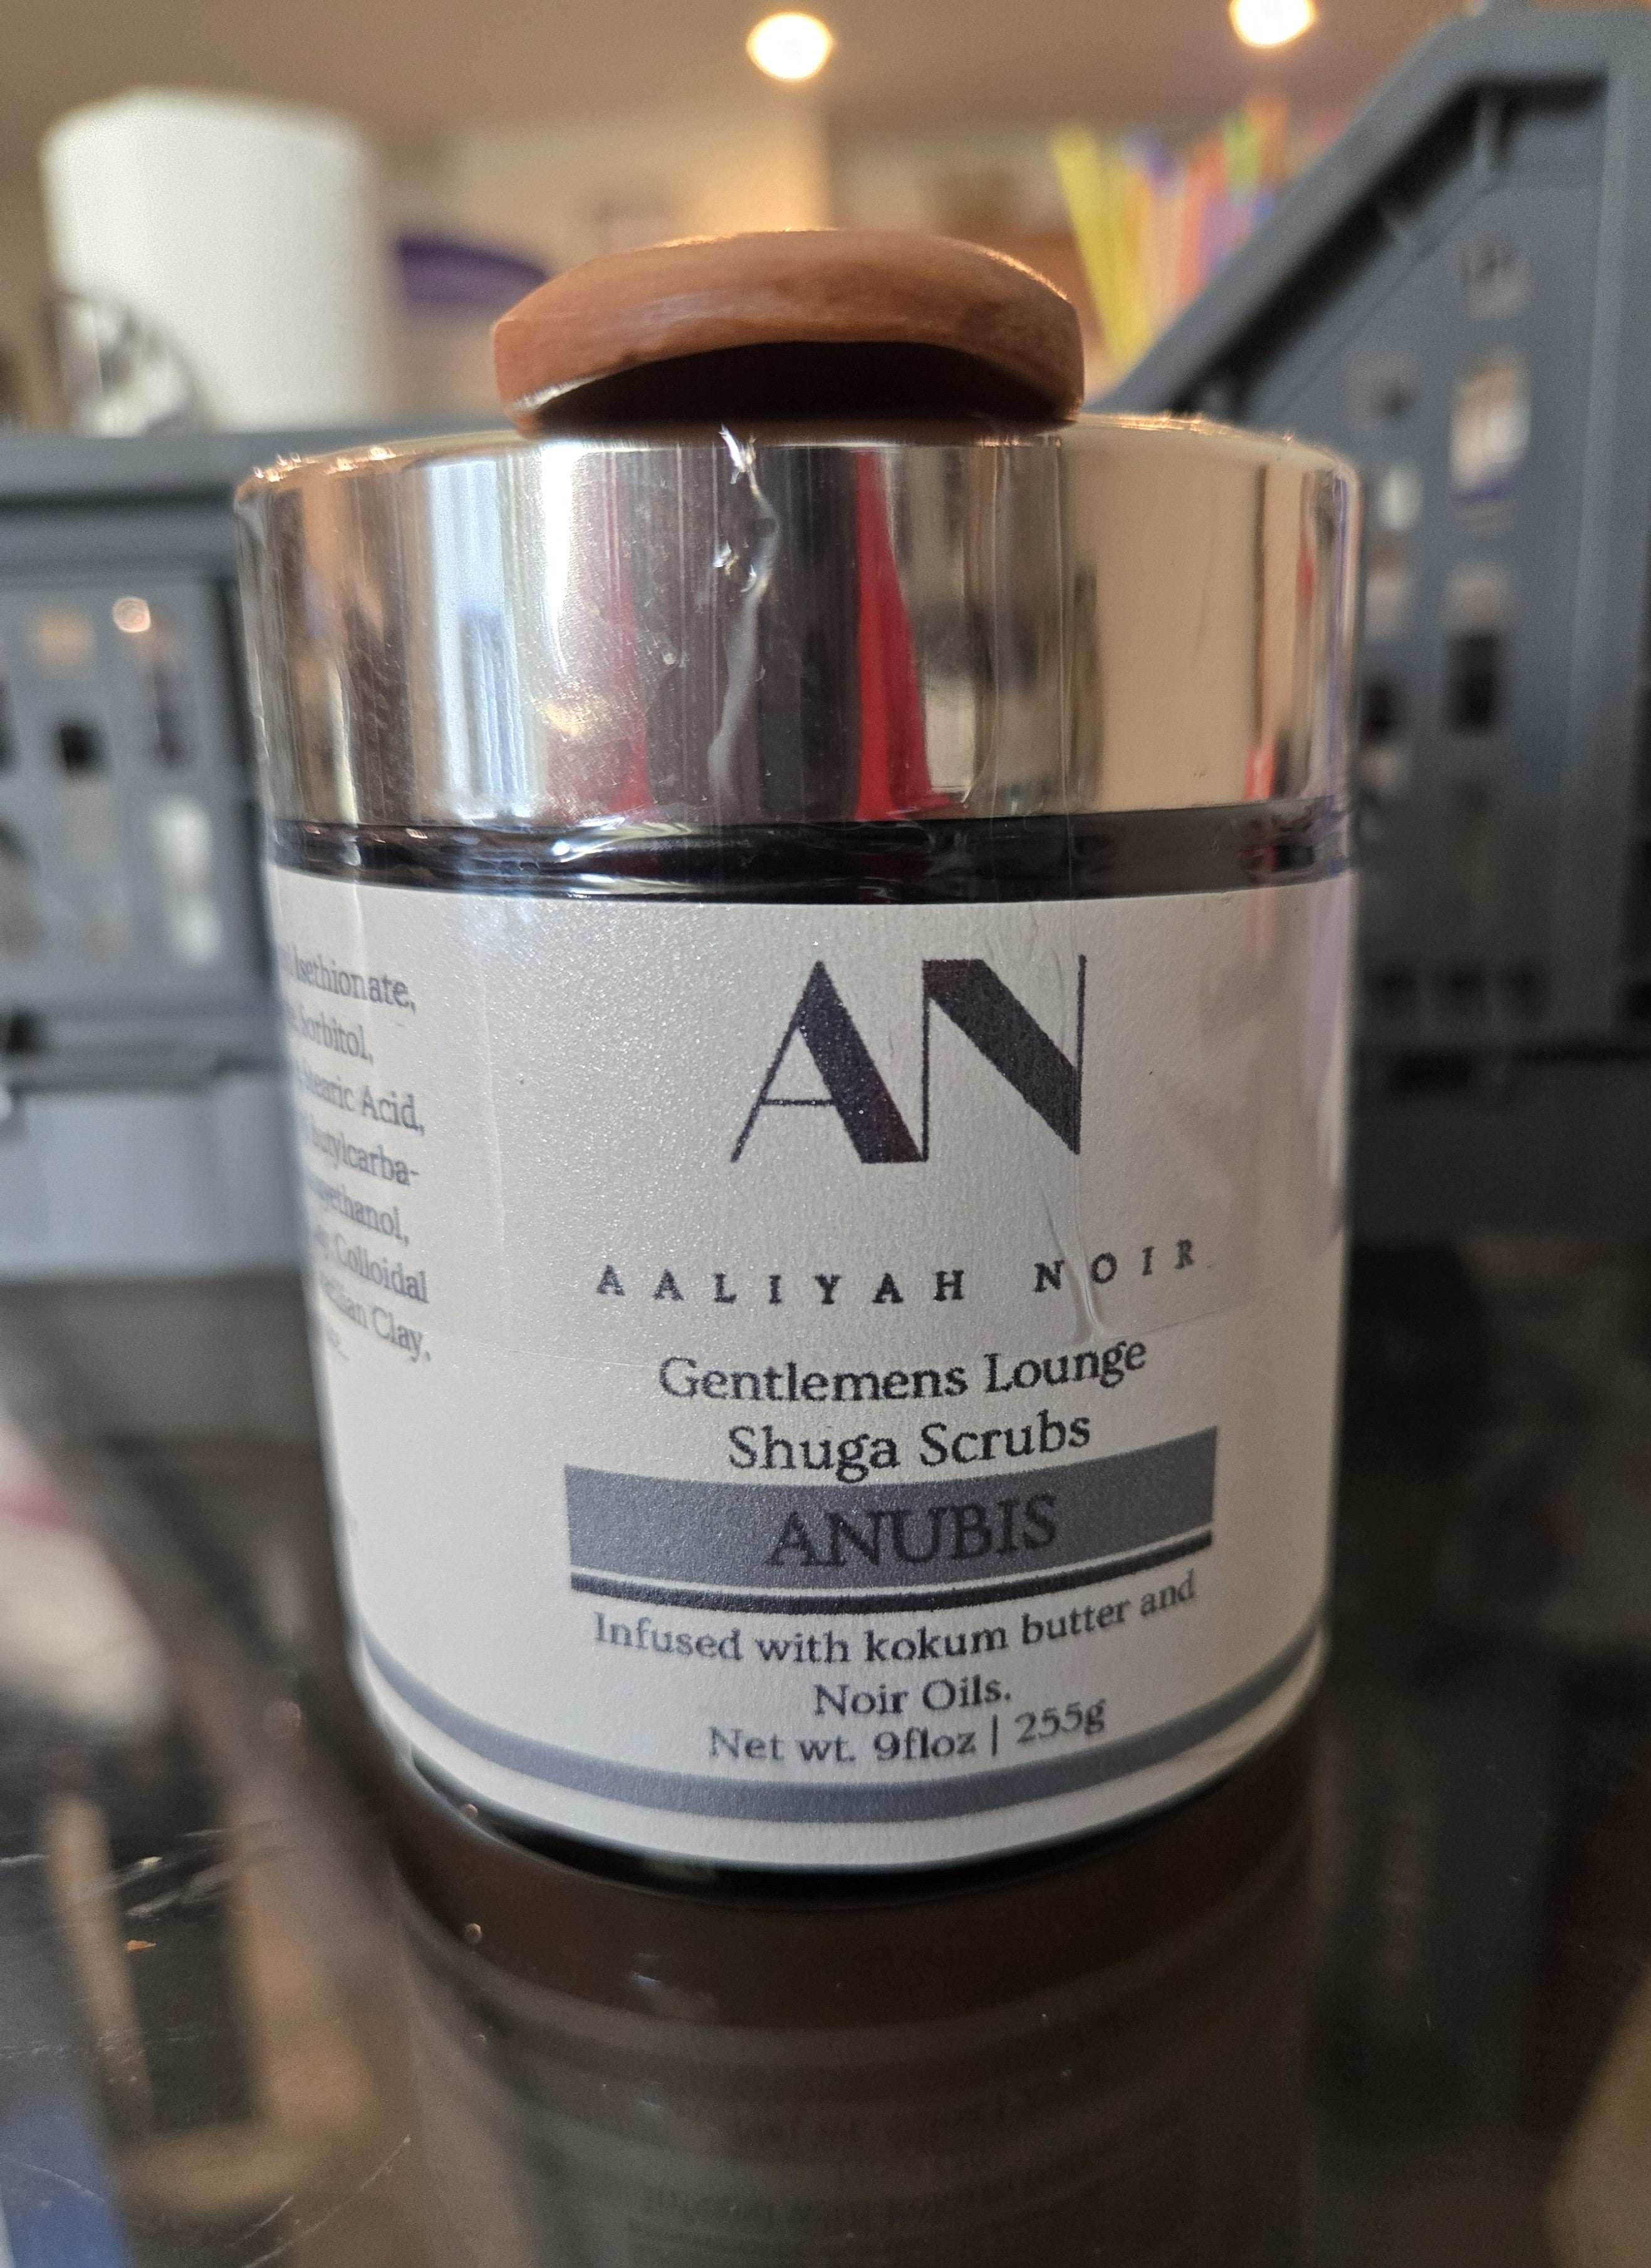 Isethionate,
Sorbitol,
Stearic Acid,
Colloidal
Clay,
AN
AALIYAH NOIR
Gentlemens Lounge
Shuga Scrubs
ANUBIS
Infused with kokum butter and
Noir Oils.
Net wt. 9floz | 255g